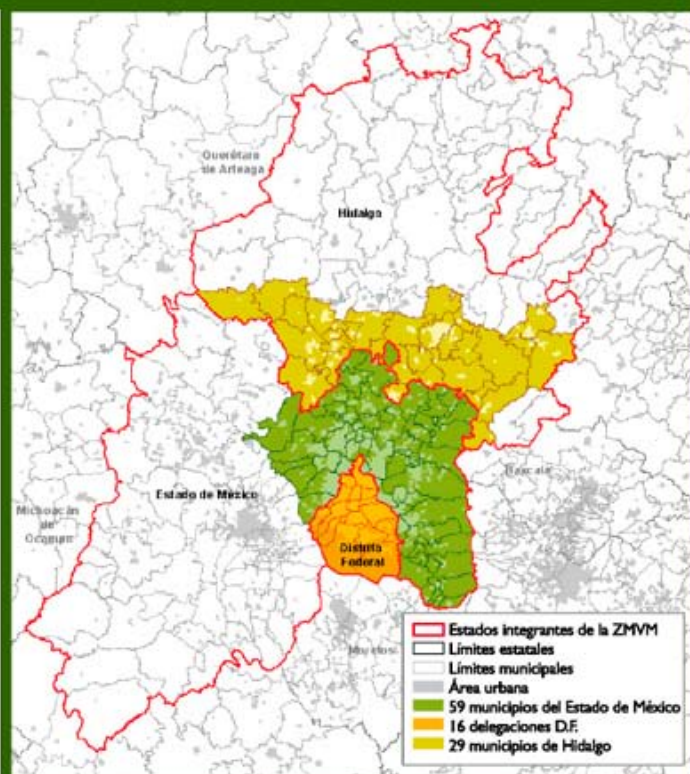 Querétaro
de Arteaga
Hidalgo
Estado de México
Michoacán
de
Ocampo
Tlaxcala
Distrito
Federal
Morelos
Estados integrantes de la ZMVM
Límites estatales
Límites municipales
Área urbana
59 municipios del Estado de México
16 delegaciones D.F.
29 municipios de Hidalgo